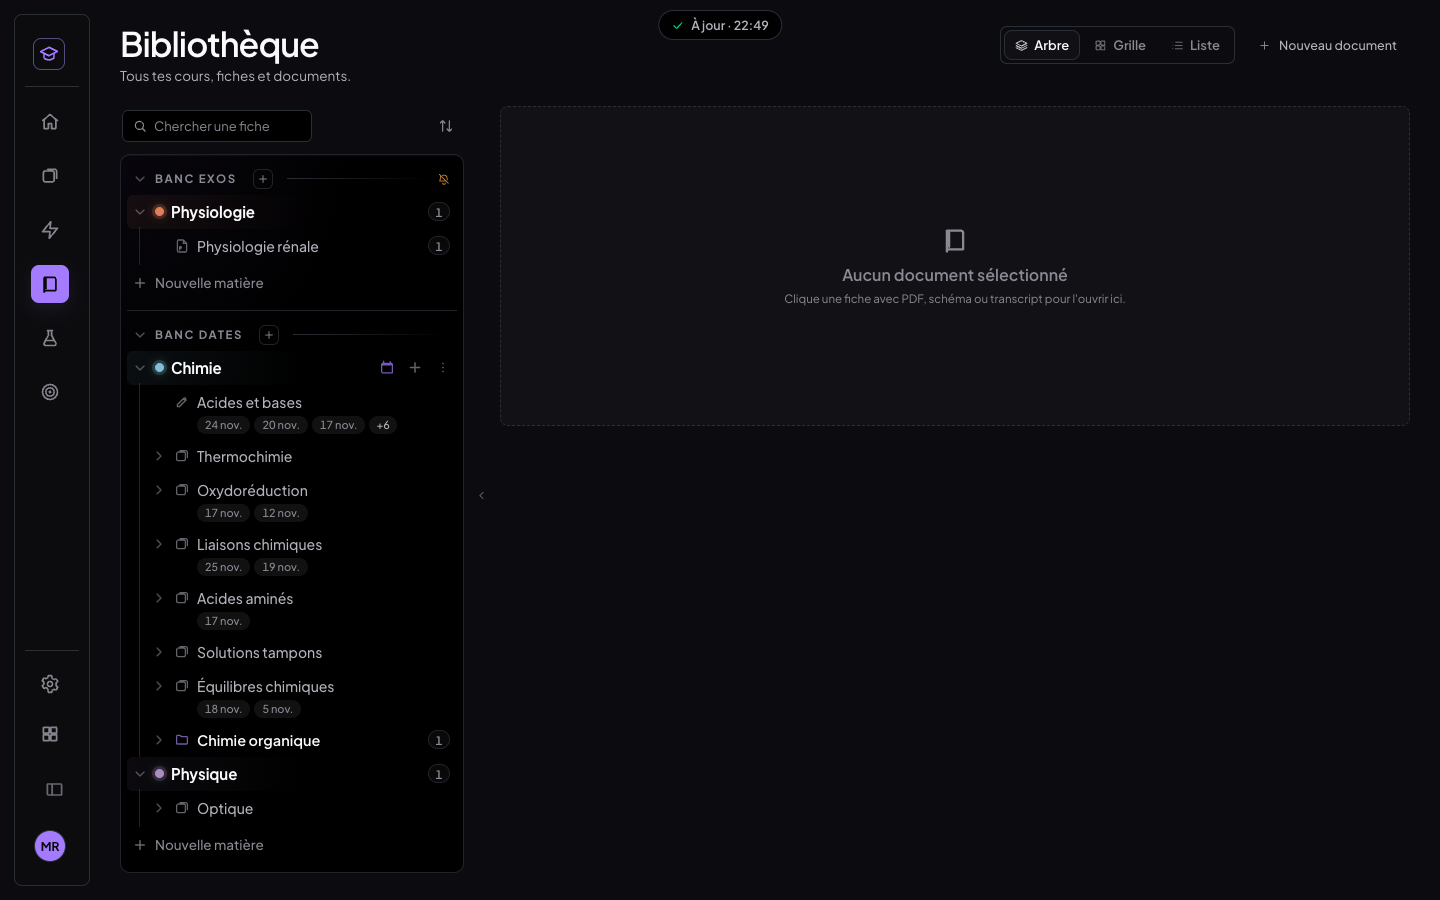 À jour · 22:49
Bibliothèque
Tous tes cours, fiches et documents.
Arbre
Grille
Liste
Nouveau document
Chercher une fiche
BANC EXOS
Physiologie 1
Physiologie rénale 1
Nouvelle matière
BANC DATES
Chimie
Acides et bases
24 nov. 20 nov. 17 nov. +6
Thermochimie
Oxydoréduction
17 nov. 12 nov.
Liaisons chimiques
25 nov. 19 nov.
Acides aminés
17 nov.
Solutions tampons
Équilibres chimiques
18 nov. 5 nov.
Chimie organique 1
Physique 1
Optique
Nouvelle matière
Aucun document sélectionné
Clique une fiche avec PDF, schéma ou transcript pour l'ouvrir ici.
MR